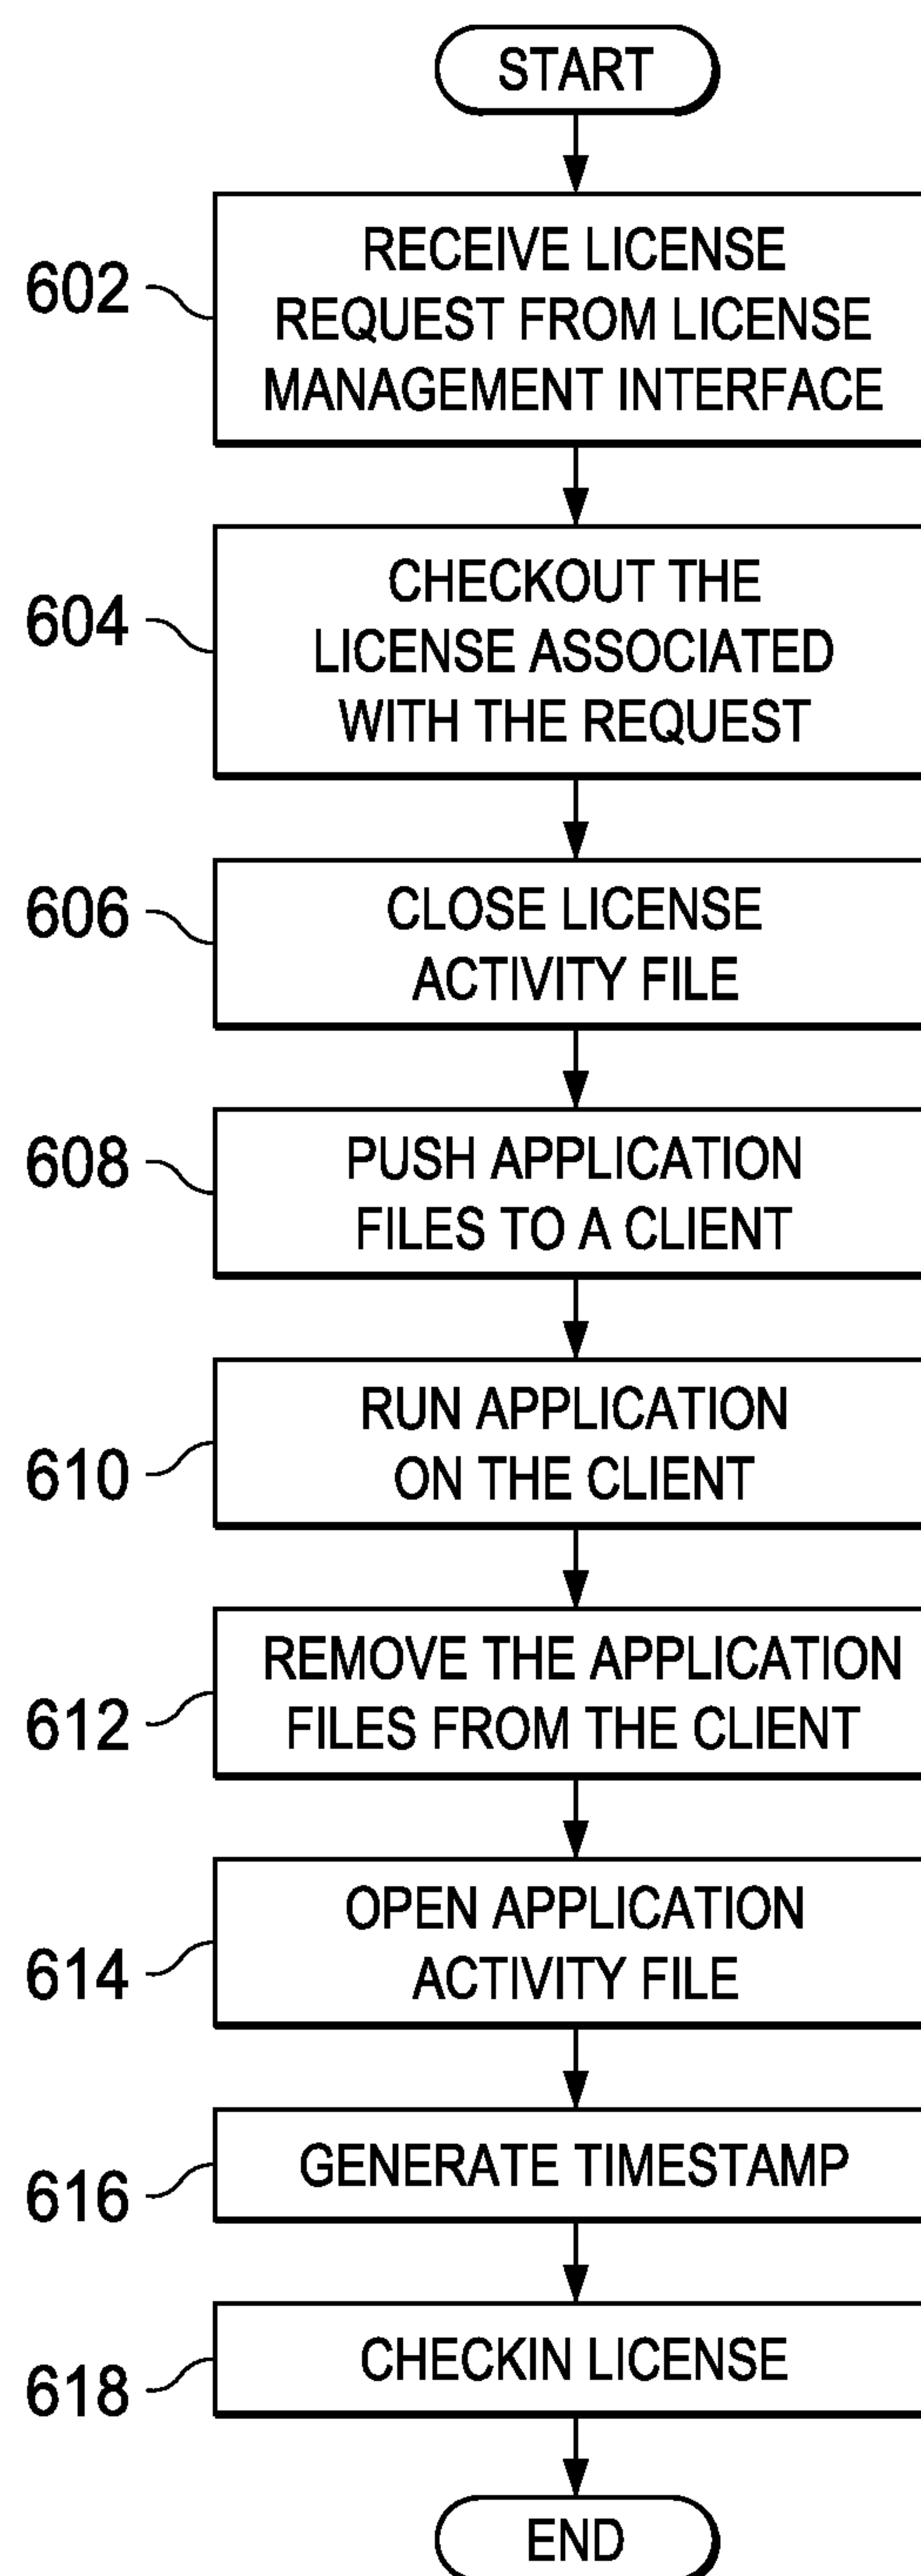 START
602
RECEIVE LICENSE
REQUEST FROM LICENSE
MANAGEMENT INTERFACE
604
CHECKOUT THE
LICENSE ASSOCIATED
WITH THE REQUEST
606
CLOSE LICENSE
ACTIVITY FILE
608
PUSH APPLICATION
FILES TO A CLIENT
610
RUN APPLICATION
ON THE CLIENT
612
REMOVE THE APPLICATION
FILES FROM THE CLIENT
614
OPEN APPLICATION
ACTIVITY FILE
616
GENERATE TIMESTAMP
618
CHECKIN LICENSE
END